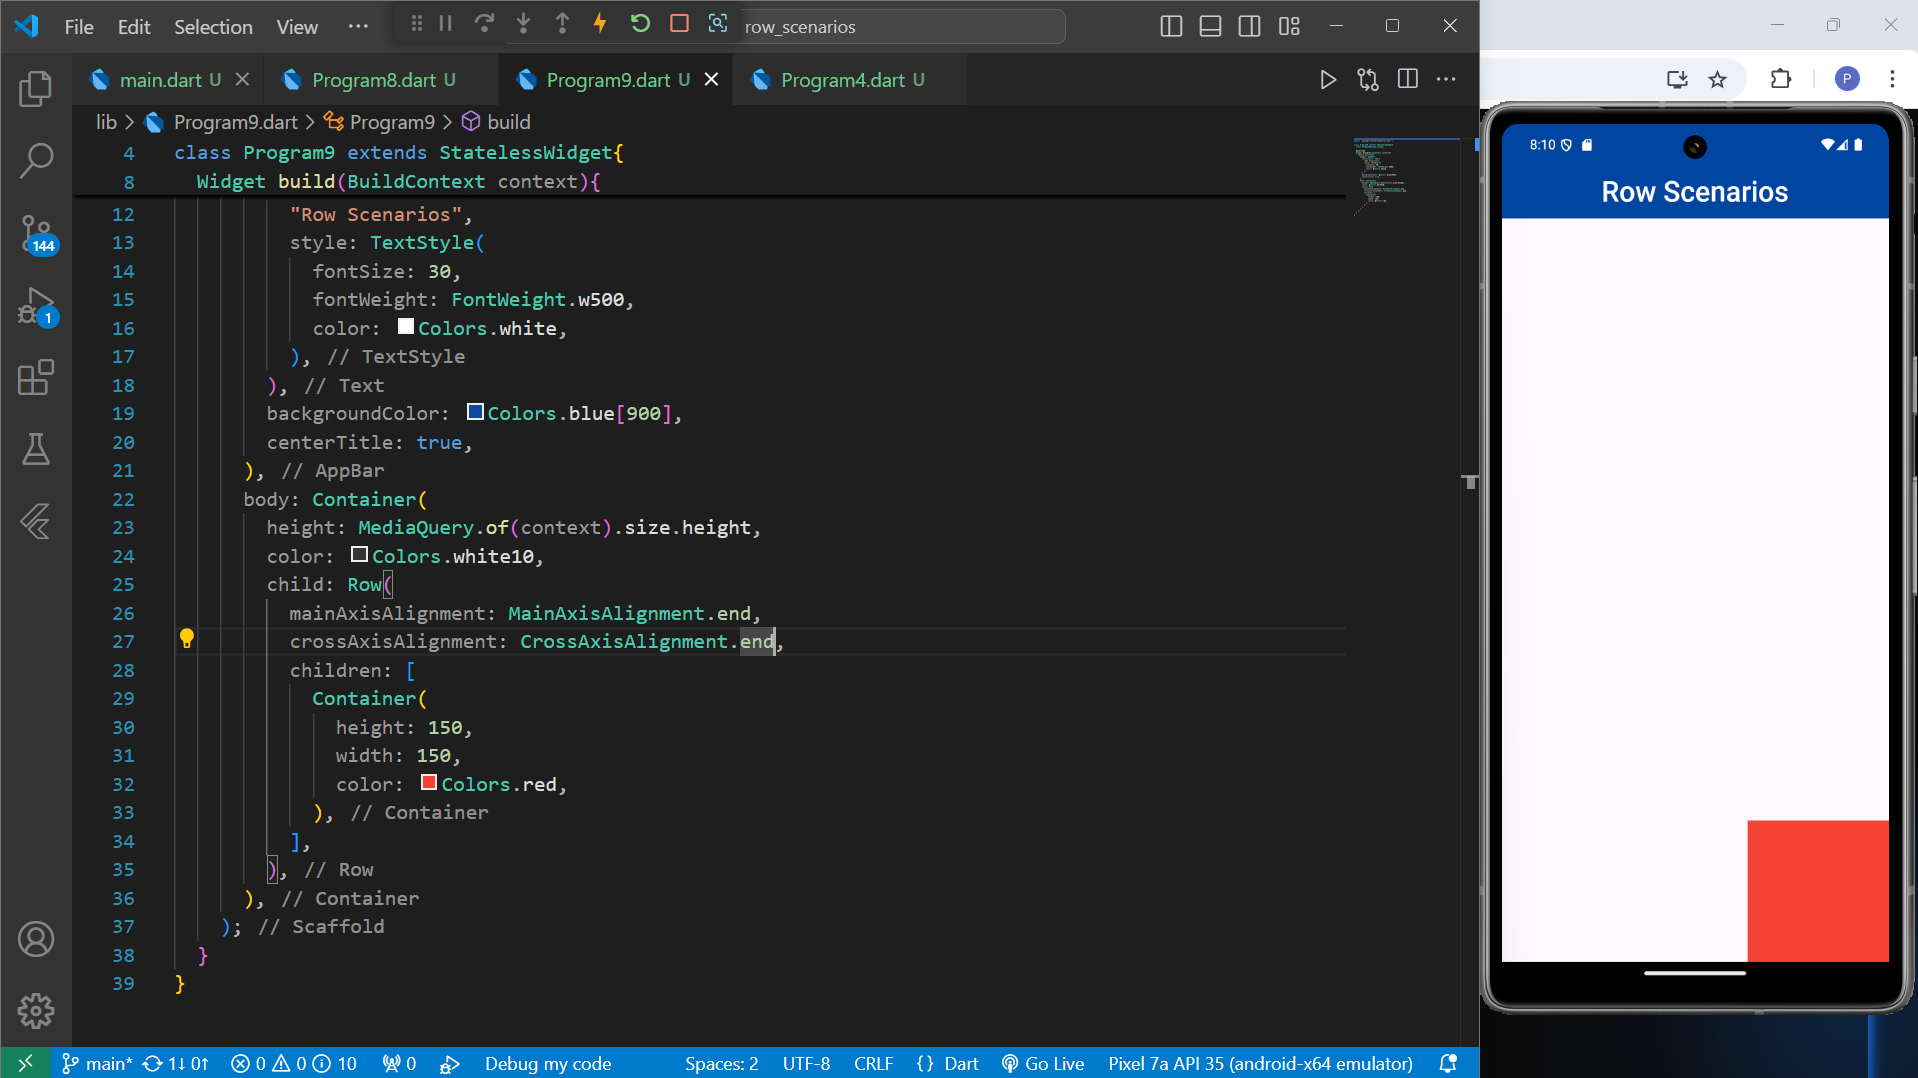 File Edit Selection View ··· row_scenarios
main.dart U Program8.dart U Program9.dart U Program4.dart U
lib > Program9.dart > Program9 > build
4 class Program9 extends StatelessWidget{
8 Widget build(BuildContext context){
12 "Row Scenarios",
13 style: TextStyle(
14 fontSize: 30,
15 fontWeight: FontWeight.w500,
16 color: Colors.white,
17 ), // TextStyle
18 ), // Text
19 backgroundColor: Colors.blue[900],
20 centerTitle: true,
21 ), // AppBar
22 body: Container(
23 height: MediaQuery.of(context).size.height,
24 color: Colors.white10,
25 child: Row(
26 mainAxisAlignment: MainAxisAlignment.end,
27 crossAxisAlignment: CrossAxisAlignment.end,
28 children: [
29 Container(
30 height: 150,
31 width: 150,
32 color: Colors.red,
33 ), // Container
34 ],
35 ), // Row
36 ), // Container
37 ); // Scaffold
38 }
39 }
144
1
main* 1↓ 0↑ 0 0 10 0 Debug my code Spaces: 2 UTF-8 CRLF {} Dart Go Live Pixel 7a API 35 (android-x64 emulator)
P
8:10
Row Scenarios